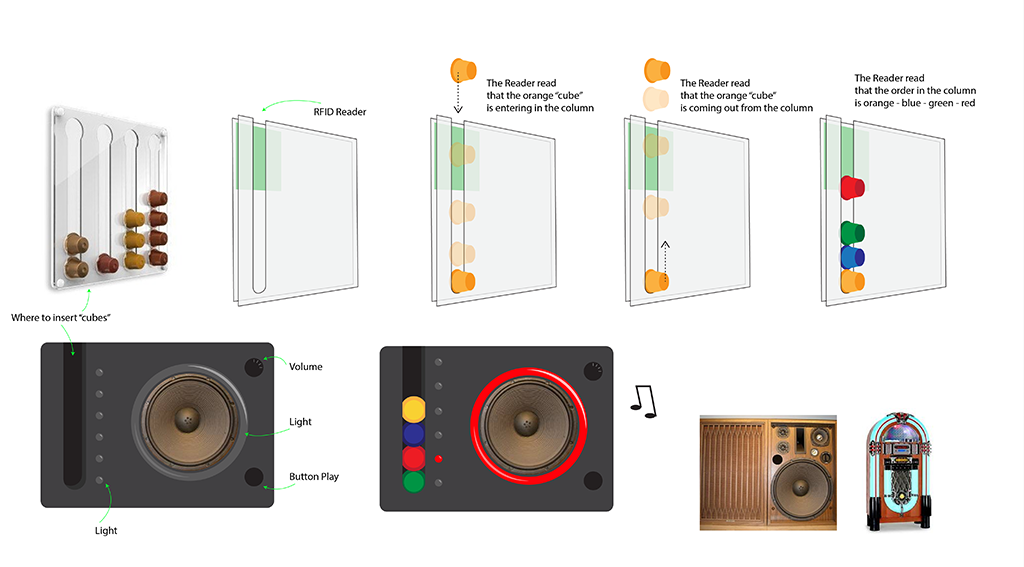 RFID Reader
The Reader read
that the orange “cube”
is entering in the column
The Reader read
that the orange “cube”
is coming out from the column
The Reader read
that the order in the column
is orange - blue - green - red
Where to insert “cubes”
Volume
Light
Button Play
Light